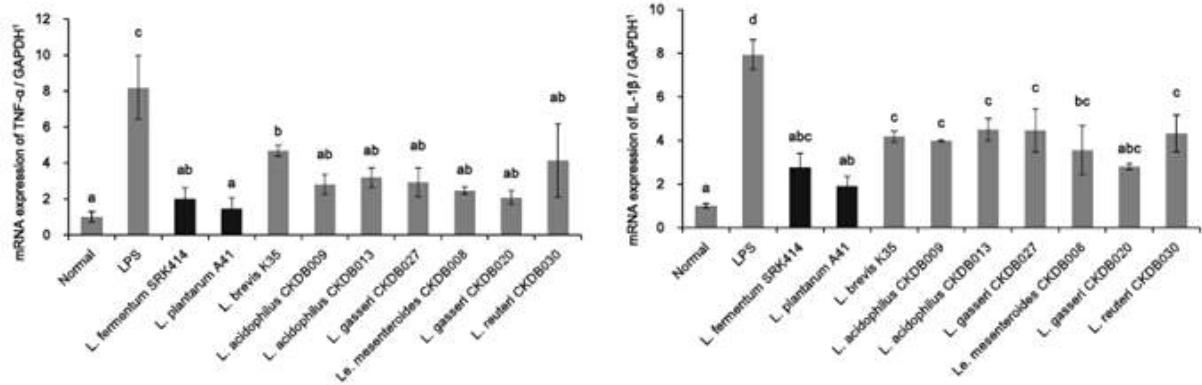 mRNA expression of TNF-α / GAPDH¹
12
10
8
6
4
2
0
a
c
ab
a
b
ab
ab
ab
ab
ab
ab
Normal
LPS
L. fermentum SRK414
L. plantarum A41
L. brevis K35
L. acidophilus CKDB009
L. acidophilus CKDB013
L. gasseri CKDB027
Le. mesenteroides CKDB008
L. gasseri CKDB020
L. reuteri CKDB030
mRNA expression of IL-1β / GAPDH¹
10
8
6
4
2
0
a
d
abc
ab
c
c
c
c
bc
abc
c
Normal
LPS
L. fermentum SRK414
L. plantarum A41
L. brevis K35
L. acidophilus CKDB009
L. acidophilus CKDB013
L. gasseri CKDB027
Le. mesenteroides CKDB008
L. gasseri CKDB020
L. reuteri CKDB030